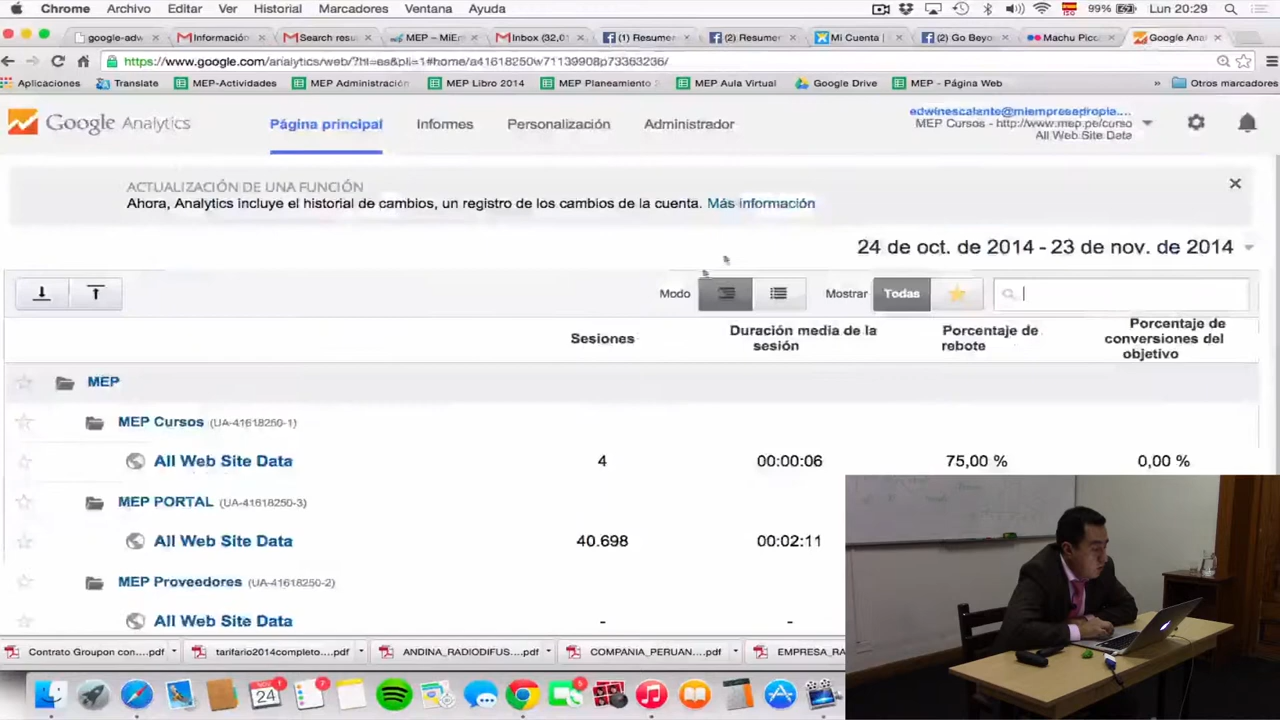 Chrome Archivo Editar Ver Historial Marcadores Ventana Ayuda 99% Lun 20:29
google-adw Información Search resu MEP – MiEm Inbox (32,01 (1) Resumen (2) Resumen Mi Cuenta (2) Go Beyo Machu Picc Google Anal
https://www.google.com/analytics/web/?hl=es&pli=1#home/a41618250w71139908p73363236/
Aplicaciones Translate MEP-Actividades MEP Administración MEP Libro 2014 MEP Planeamiento MEP Aula Virtual Google Drive MEP - Página Web » Otros marcadores
Google Analytics Página principal Informes Personalización Administrador
edwinescalante@miempresapropia....
MEP Cursos - http://www.mep.pe/curso
All Web Site Data
ACTUALIZACIÓN DE UNA FUNCIÓN
Ahora, Analytics incluye el historial de cambios, un registro de los cambios de la cuenta. Más información
24 de oct. de 2014 - 23 de nov. de 2014
Modo Mostrar Todas
Sesiones Duración media de la sesión Porcentaje de rebote Porcentaje de conversiones del objetivo
MEP
MEP Cursos (UA-41618250-1)
All Web Site Data 4 00:00:06 75,00 % 0,00 %
MEP PORTAL (UA-41618250-3)
All Web Site Data 40.698 00:02:11
MEP Proveedores (UA-41618250-2)
All Web Site Data - -
Contrato Groupon con....pdf tarifario2014completo....pdf ANDINA_RADIODIFUS....pdf COMPANIA_PERUAN....pdf EMPRESA_RA
24 1 7 1